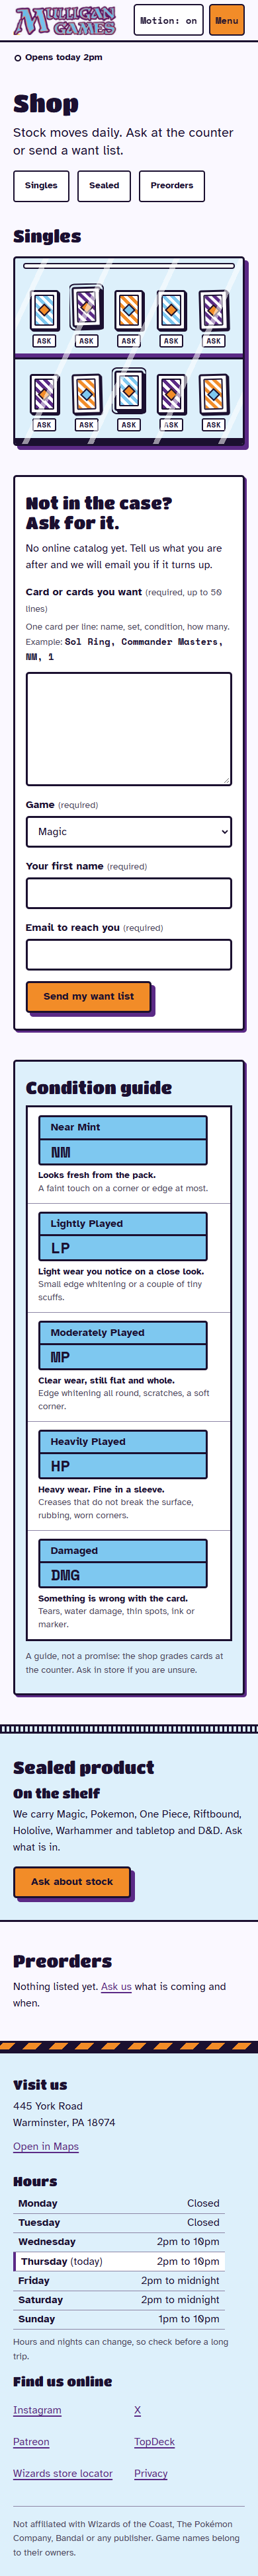 MULLIGAN
GAMES
Motion: on
Menu
Opens today 2pm
Shop
Stock moves daily. Ask at the counter
or send a want list.
Singles
Sealed
Preorders
Singles
ASK
ASK
ASK
ASK
ASK
ASK
ASK
ASK
ASK
ASK
Not in the case?
Ask for it.
No online catalog yet. Tell us what you are
after and we will email you if it turns up.
Card or cards you want (required, up to 50
lines)
One card per line: name, set, condition, how many.
Example: Sol Ring, Commander Masters,
NM, 1
Game (required)
Magic
Your first name (required)
Email to reach you (required)
Send my want list
Condition guide
Near Mint
NM
Looks fresh from the pack.
A faint touch on a corner or edge at most.
Lightly Played
LP
Light wear you notice on a close look.
Small edge whitening or a couple of tiny
scuffs.
Moderately Played
MP
Clear wear, still flat and whole.
Edge whitening all round, scratches, a soft
corner.
Heavily Played
HP
Heavy wear. Fine in a sleeve.
Creases that do not break the surface,
rubbing, worn corners.
Damaged
DMG
Something is wrong with the card.
Tears, water damage, thin spots, ink or
marker.
A guide, not a promise: the shop grades cards at
the counter. Ask in store if you are unsure.
Sealed product
On the shelf
We carry Magic, Pokemon, One Piece, Riftbound,
Hololive, Warhammer and tabletop and D&D. Ask
what is in.
Ask about stock
Preorders
Nothing listed yet. Ask us what is coming and
when.
Visit us
445 York Road
Warminster, PA 18974
Open in Maps
Hours
Monday Closed
Tuesday Closed
Wednesday 2pm to 10pm
Thursday (today) 2pm to 10pm
Friday 2pm to midnight
Saturday 2pm to midnight
Sunday 1pm to 10pm
Hours and nights can change, so check before a long
trip.
Find us online
Instagram X
Patreon TopDeck
Wizards store locator Privacy
Not affiliated with Wizards of the Coast, The Pokémon
Company, Bandai or any publisher. Game names belong
to their owners.